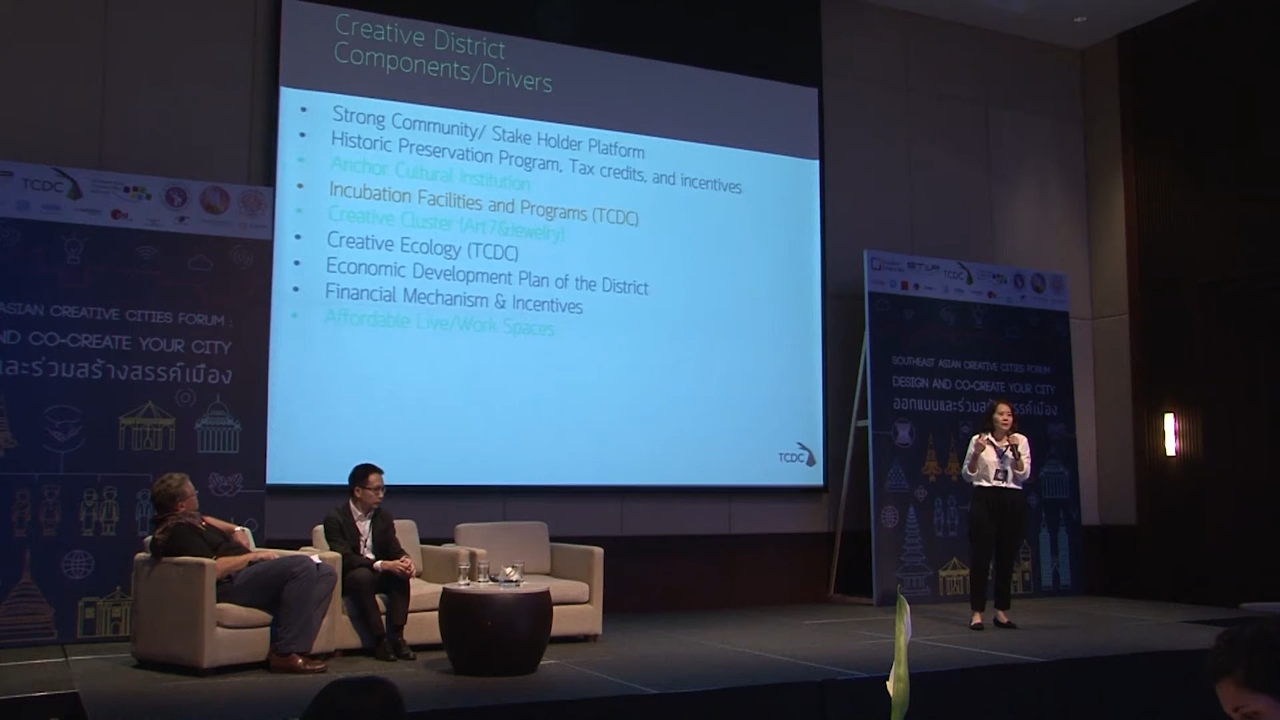 Creative District
Components/Drivers
• Strong Community/ Stake Holder Platform
• Historic Preservation Program, Tax credits, and incentives
• Anchor Cultural Institution
• Incubation Facilities and Programs (TCDC)
• Creative Cluster (Art7&Jewelry)
• Creative Ecology (TCDC)
• Economic Development Plan of the District
• Financial Mechanism & Incentives
• Affordable Live/Work Spaces
TCDC
TCDC
ASIAN CREATIVE CITIES FORUM :
ND CO-CREATE YOUR CITY
และร่วมสร้างสรรค์เมือง
TCDC
SOUTHEAST ASIAN CREATIVE CITIES FORUM
DESIGN AND CO-CREATE YOUR CITY
ออกแบบและร่วมสร้างสรรค์เมือง